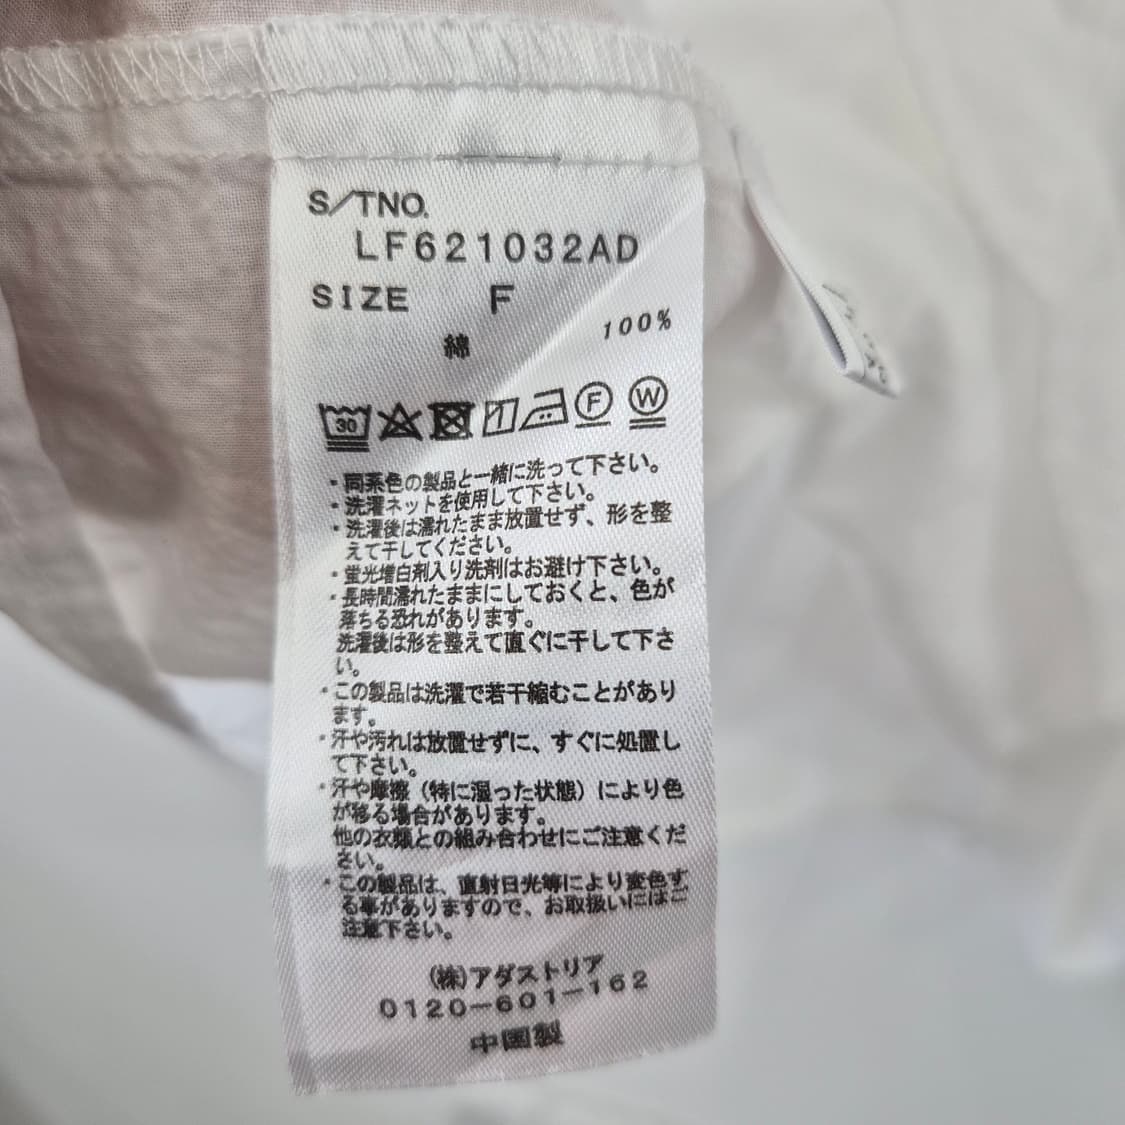 S/TNO.
LF621032AD
SIZE F
綿 100%
30 F W
・同系色の製品と一緒に洗って下さい。
・洗濯ネットを使用して下さい。
・洗濯後は濡れたまま放置せず、形を整
えて干してください。
・蛍光増白剤入り洗剤はお避け下さい。
・長時間濡れたままにしておくと、色が
落ちる恐れがあります。
洗濯後は形を整えて直ぐに干して下さ
い。
・この製品は洗濯で若干縮むことがあり
ます。
・汗や汚れは放置せずに、すぐに処置し
て下さい。
・汗や摩擦（特に湿った状態）により色
が移る場合があります。
他の衣類との組み合わせにご注意くだ
さい。
・この製品は、直射日光等により変色す
る事がありますので、お取扱いにはご
注意下さい。
(株)アダストリア
0120-601-162
中国製